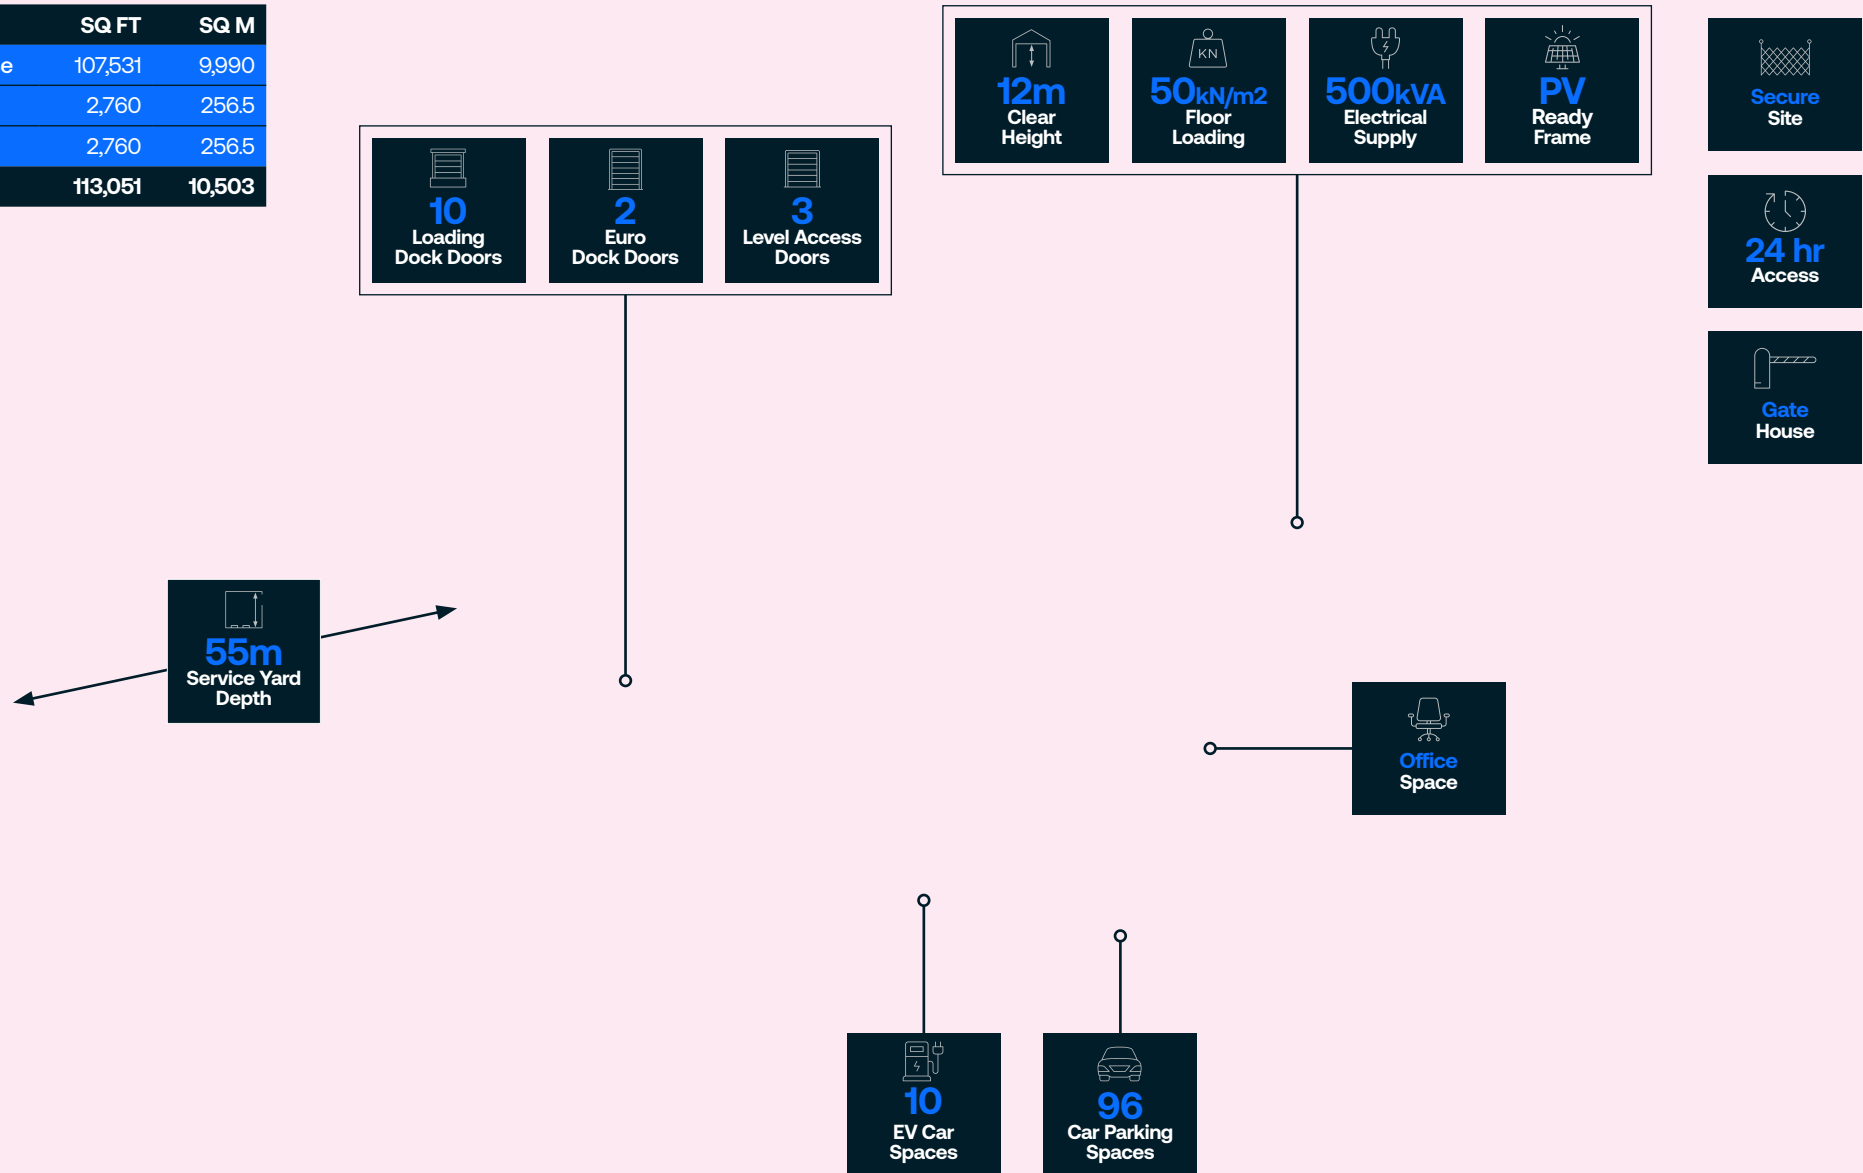 SQ FT SQ M
e 107,531 9,990
2,760 256.5
2,760 256.5
113,051 10,503
10
Loading
Dock Doors
2
Euro
Dock Doors
3
Level Access
Doors
12m
Clear
Height
KN
50kN/m2
Floor
Loading
500kVA
Electrical
Supply
PV
Ready
Frame
Secure
Site
24 hr
Access
Gate
House
55m
Service Yard
Depth
Office
Space
10
EV Car
Spaces
96
Car Parking
Spaces